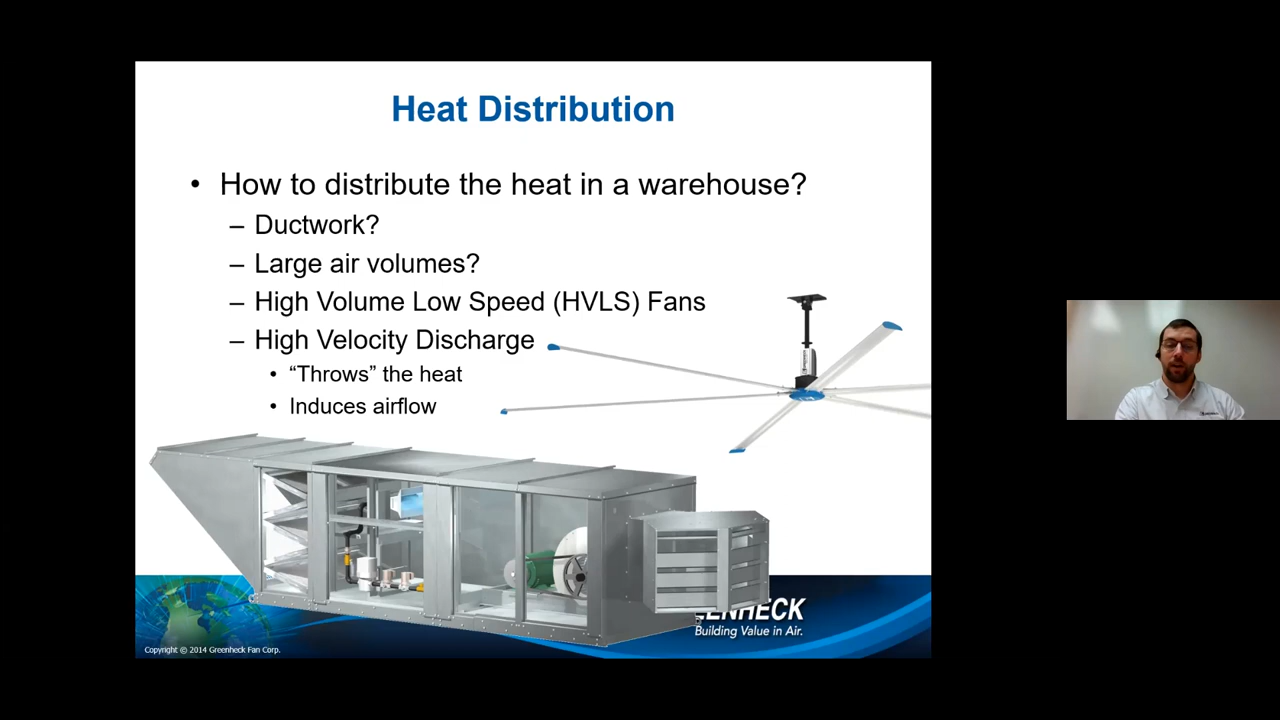 Heat Distribution
• How to distribute the heat in a warehouse?
– Ductwork?
– Large air volumes?
– High Volume Low Speed (HVLS) Fans
– High Velocity Discharge
• “Throws” the heat
• Induces airflow
ENHECK
Building Value in Air.
Copyright © 2014 Greenheck Fan Corp.